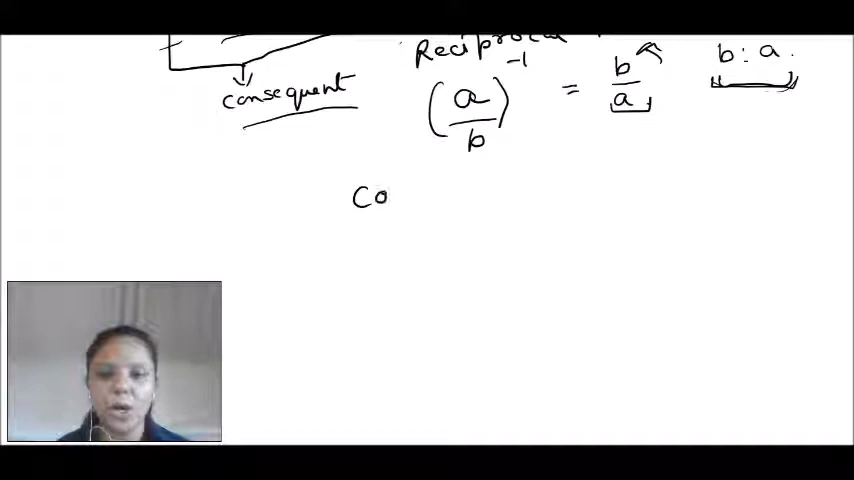 Reciprocal
consequent
(a/b)⁻¹ = b/a
b : a.
Co